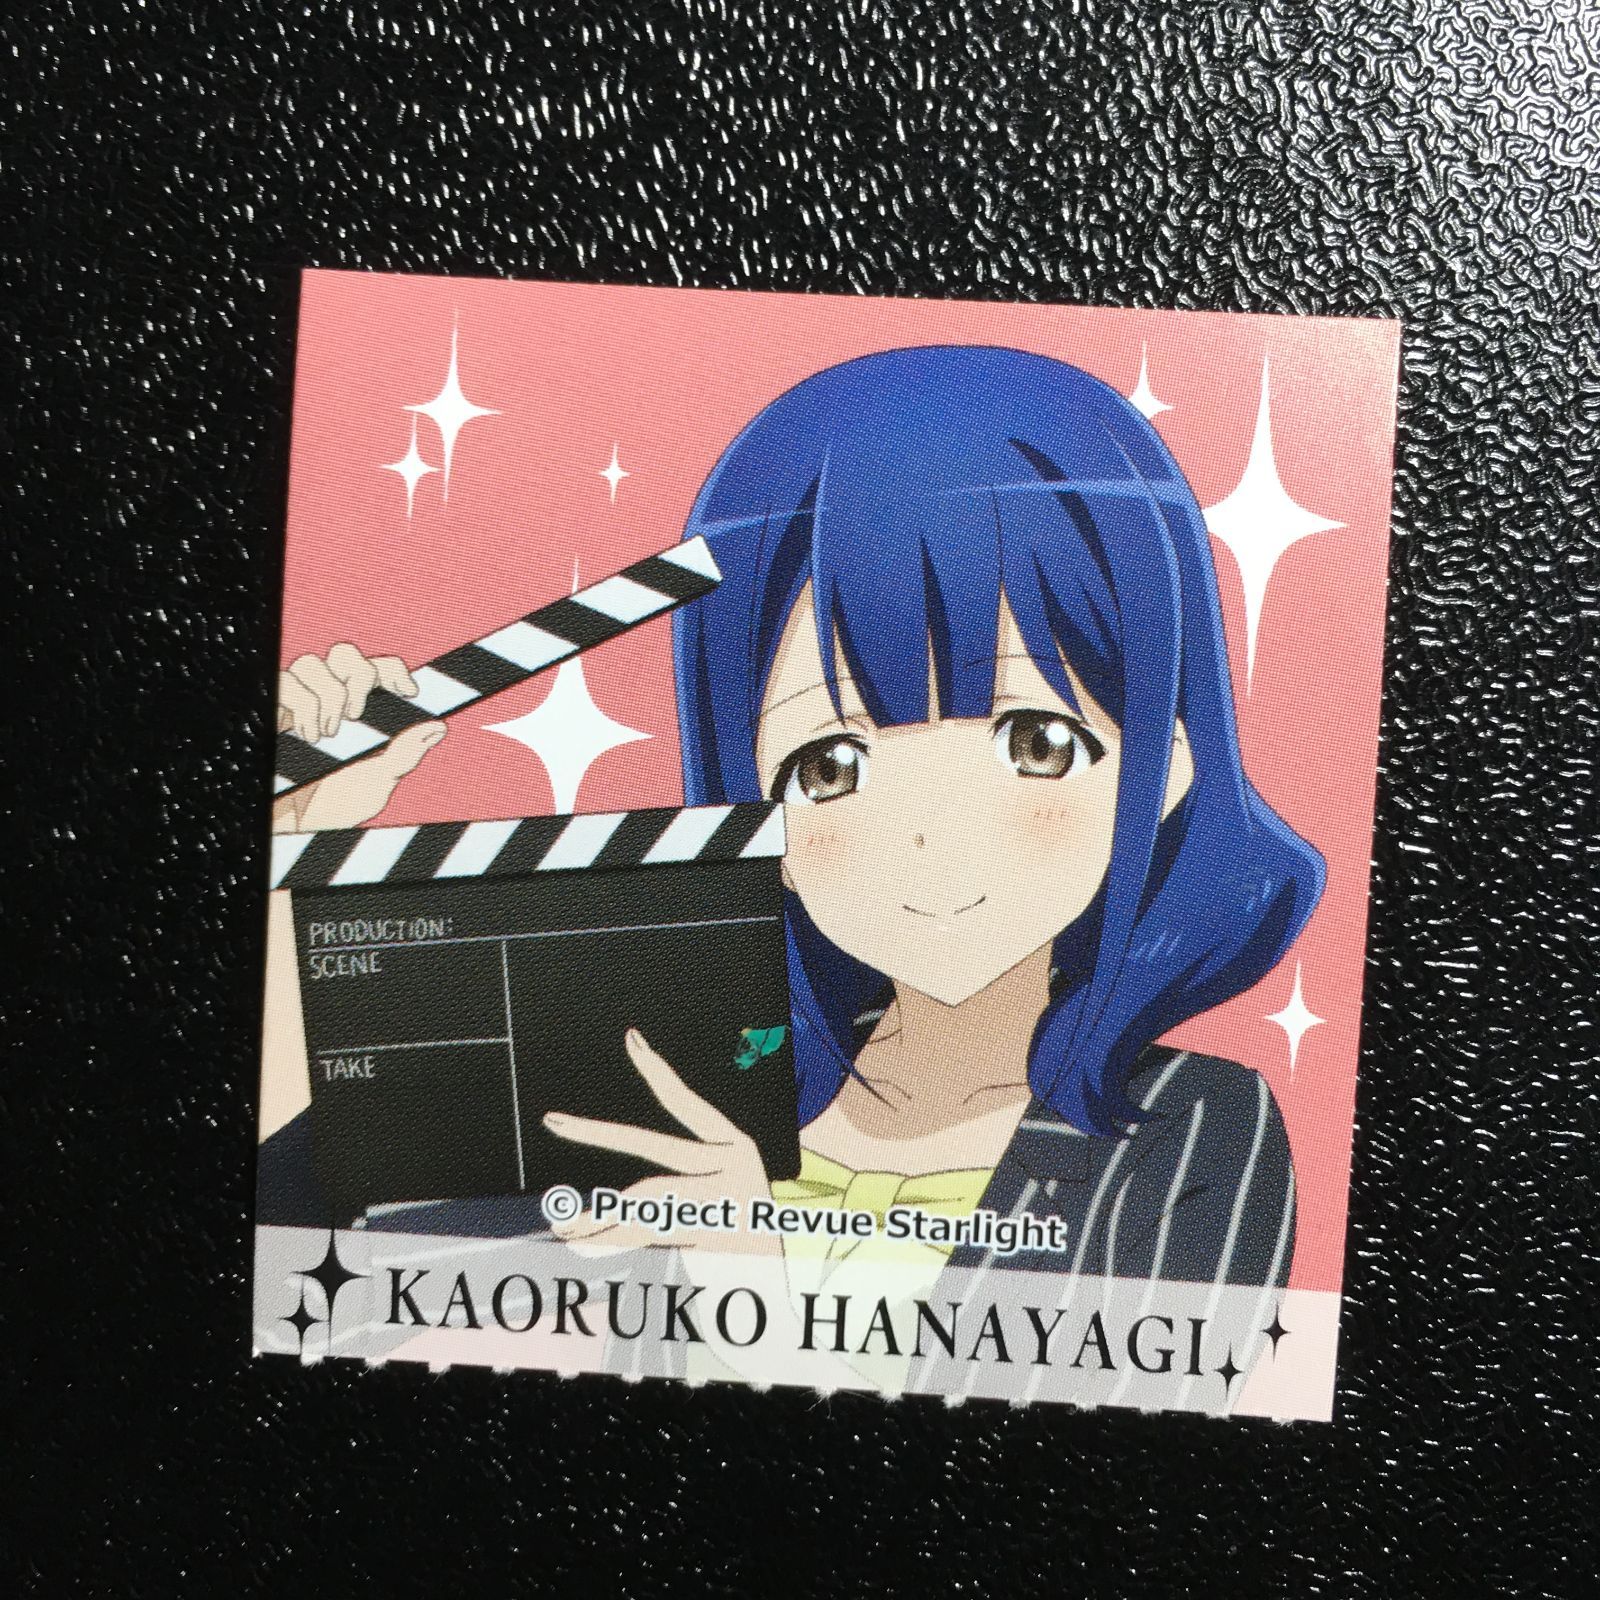 PRODUCTION:
SCENE
TAKE
© Project Revue Starlight
KAORUKO HANAYAGI